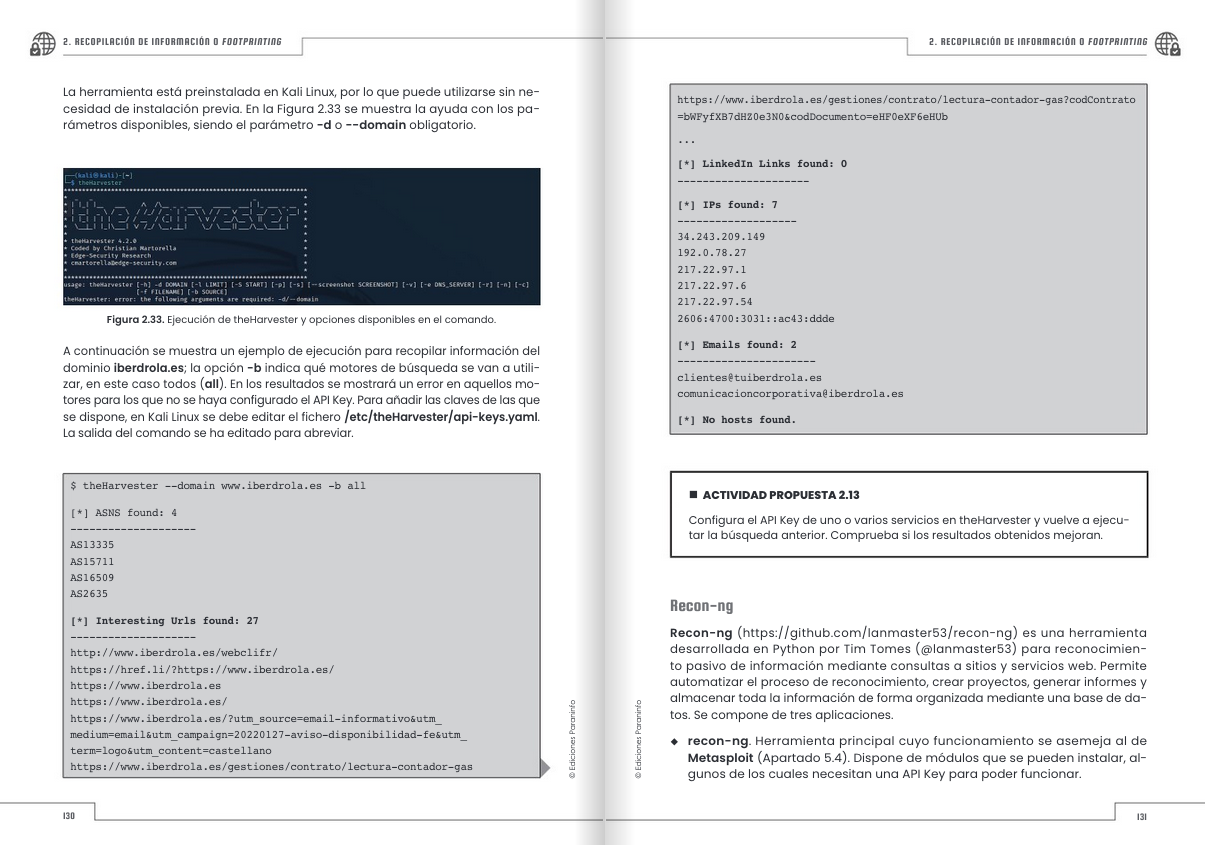 2. RECOPILACIÓN DE INFORMACIÓN O FOOTPRINTING
La herramienta está preinstalada en Kali Linux, por lo que puede utilizarse sin ne-
cesidad de instalación previa. En la Figura 2.33 se muestra la ayuda con los pa-
rámetros disponibles, siendo el parámetro -d o --domain obligatorio.
┌──(kali㉿kali)-[~]
└─$ theHarvester
*******************************************************************
* theHarvester 4.2.0 *
* Coded by Christian Martorella *
* Edge-Security Research *
* cmartorella@edge-security.com *
* *
*******************************************************************
usage: theHarvester [-h] -d DOMAIN [-l LIMIT] [-S START] [-p] [-s] [--screenshot SCREENSHOT] [-v] [-e DNS_SERVER] [-r] [-n] [-c]
[-f FILENAME] [-b SOURCE]
theHarvester: error: the following arguments are required: -d/--domain
Figura 2.33. Ejecución de theHarvester y opciones disponibles en el comando.
A continuación se muestra un ejemplo de ejecución para recopilar información del
dominio iberdrola.es; la opción -b indica qué motores de búsqueda se van a utili-
zar, en este caso todos (all). En los resultados se mostrará un error en aquellos mo-
tores para los que no se haya configurado el API Key. Para añadir las claves de las que
se dispone, en Kali Linux se debe editar el fichero /etc/theHarvester/api-keys.yaml.
La salida del comando se ha editado para abreviar.
$ theHarvester --domain www.iberdrola.es -b all
[*] ASNS found: 4
--------------------
AS13335
AS15711
AS16509
AS2635
[*] Interesting Urls found: 27
--------------------
http://www.iberdrola.es/webclifr/
https://href.li/?https://www.iberdrola.es/
https://www.iberdrola.es
https://www.iberdrola.es/
https://www.iberdrola.es/?utm_source=email-informativo&utm_
medium=email&utm_campaign=20220127-aviso-disponibilidad-fe&utm_
term=logo&utm_content=castellano
https://www.iberdrola.es/gestiones/contrato/lectura-contador-gas
© Ediciones Paraninfo
130
2. RECOPILACIÓN DE INFORMACIÓN O FOOTPRINTING
https://www.iberdrola.es/gestiones/contrato/lectura-contador-gas?codContrato
=bWFyfXB7dHZ0e3N0&codDocumento=eHF0eXF6eHUb
...
[*] LinkedIn Links found: 0
---------------------
[*] IPs found: 7
-------------------
34.243.209.149
192.0.78.27
217.22.97.1
217.22.97.6
217.22.97.54
2606:4700:3031::ac43:ddde
[*] Emails found: 2
----------------------
clientes@tuiberdrola.es
comunicacioncorporativa@iberdrola.es
[*] No hosts found.
■ ACTIVIDAD PROPUESTA 2.13
Configura el API Key de uno o varios servicios en theHarvester y vuelve a ejecu-
tar la búsqueda anterior. Comprueba si los resultados obtenidos mejoran.
Recon-ng
Recon-ng (https://github.com/lanmaster53/recon-ng) es una herramienta
desarrollada en Python por Tim Tomes (@lanmaster53) para reconocimien-
to pasivo de información mediante consultas a sitios y servicios web. Permite
automatizar el proceso de reconocimiento, crear proyectos, generar informes y
almacenar toda la información de forma organizada mediante una base de da-
tos. Se compone de tres aplicaciones.
◆ recon-ng. Herramienta principal cuyo funcionamiento se asemeja al de
Metasploit (Apartado 5.4). Dispone de módulos que se pueden instalar, al-
gunos de los cuales necesitan una API Key para poder funcionar.
© Ediciones Paraninfo
131